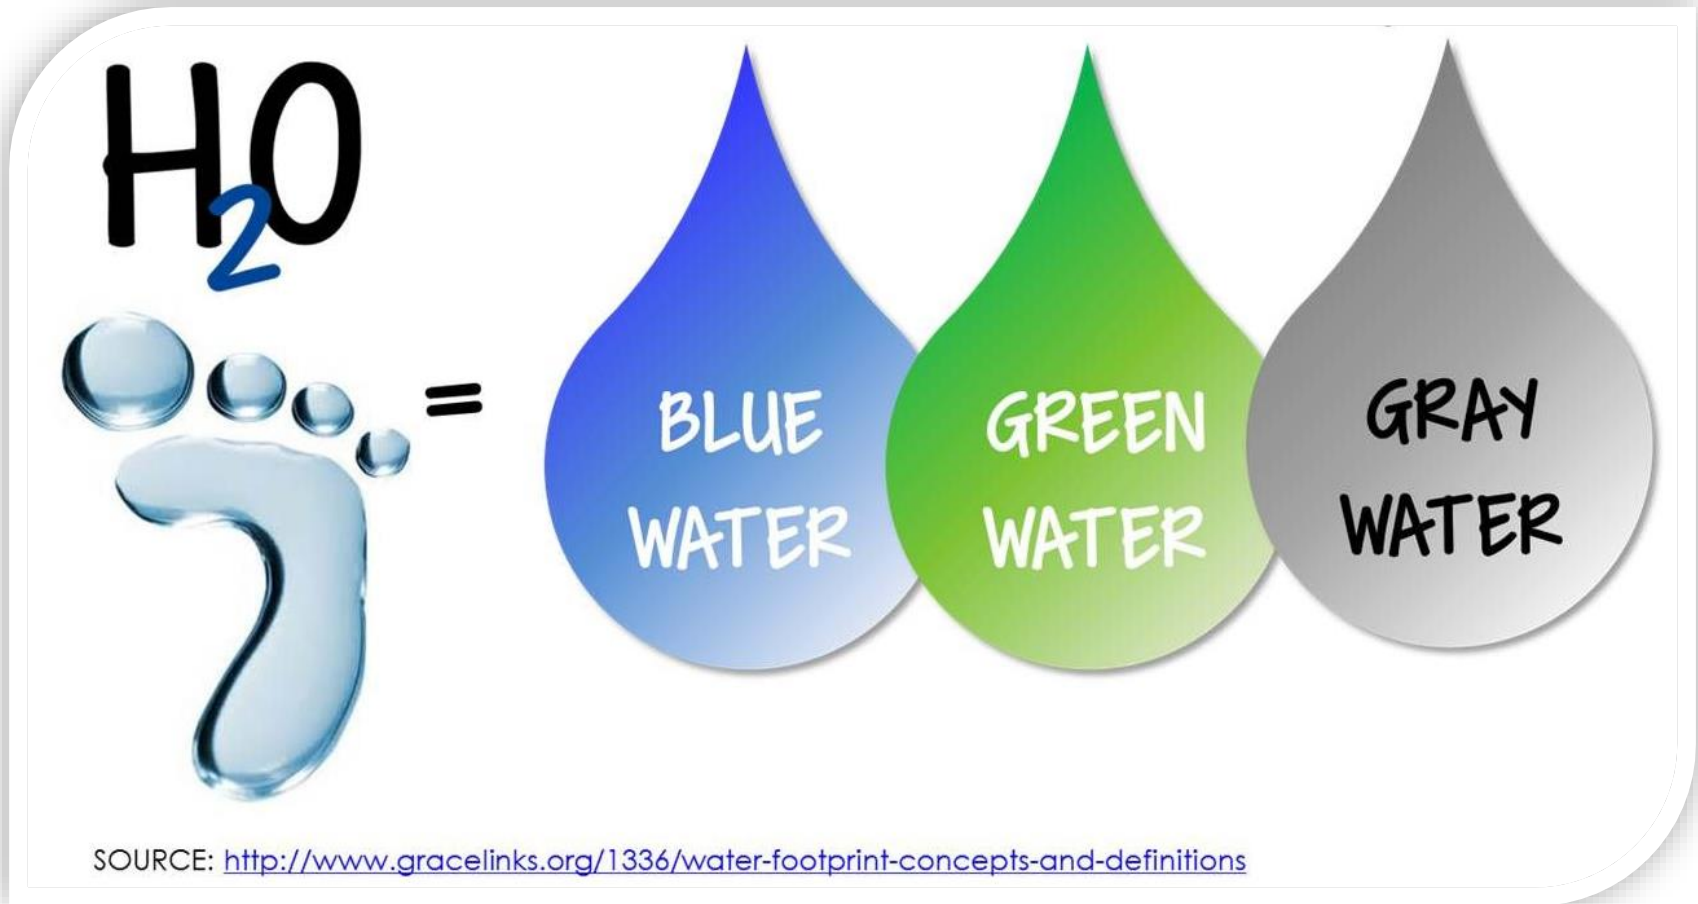 H2O
=
BLUE
WATER
GREEN
WATER
GRAY
WATER
SOURCE: http://www.gracelinks.org/1336/water-footprint-concepts-and-definitions